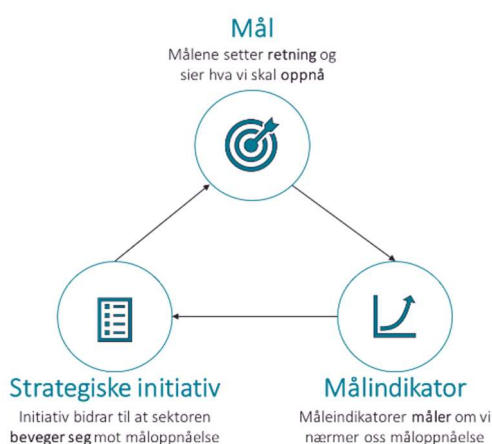 Mål
Målene setter retning og
sier hva vi skal oppnå
Strategiske initiativ
Initiativ bidrar til at sektoren
beveger seg mot måloppnåelse
Målindikator
Måleindikatorer måler om vi
nærmer oss måloppnåelse